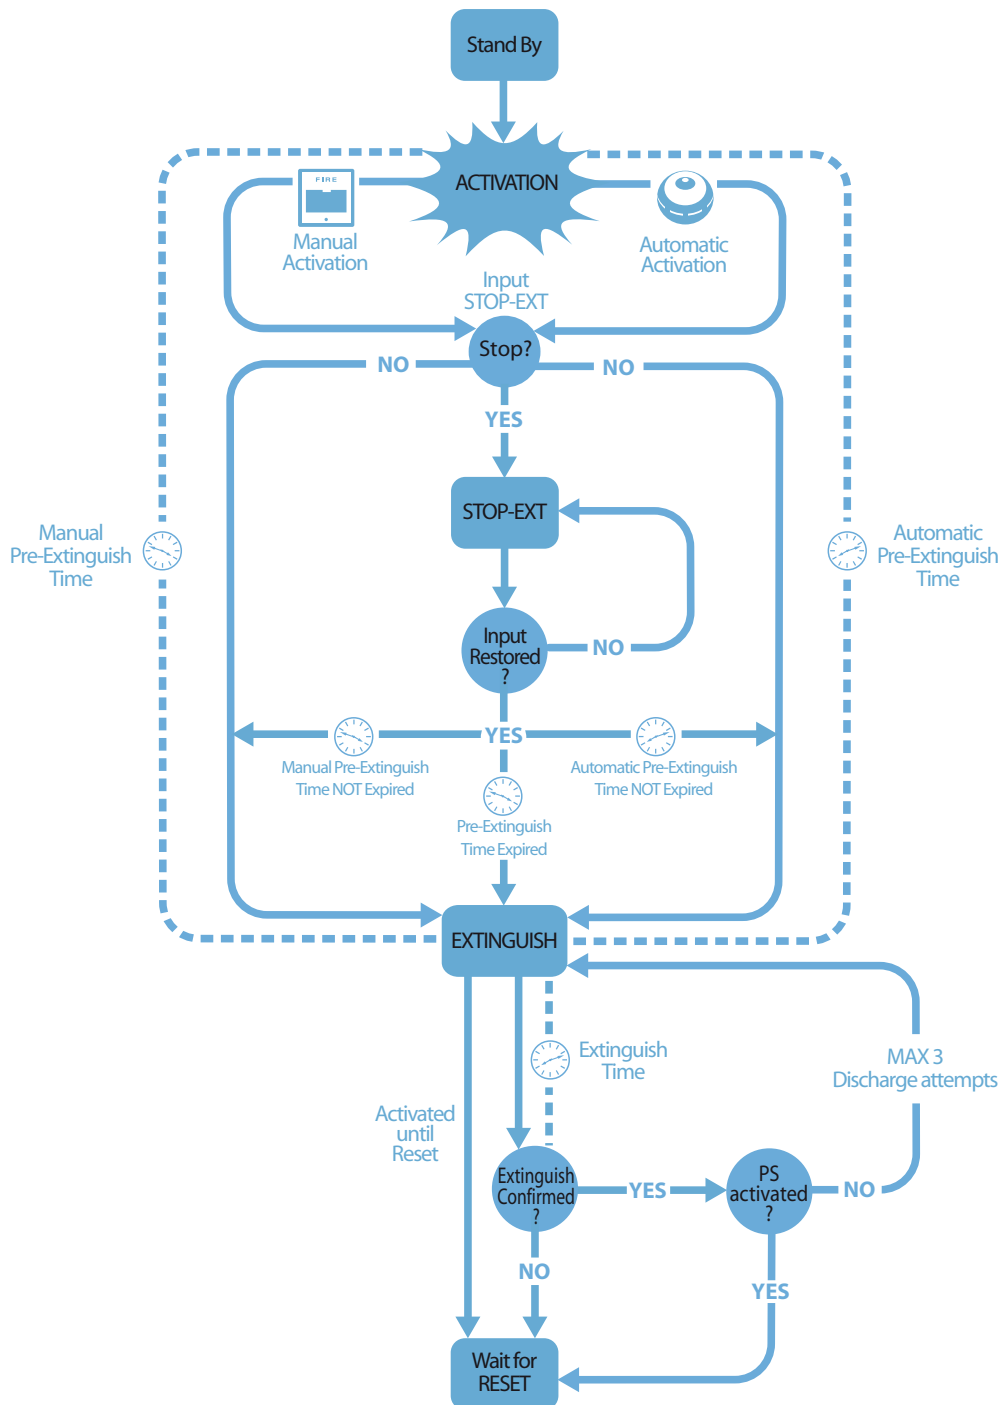 Stand By
ACTIVATION
FIRE
Manual
Activation
Automatic
Activation
Input
STOP-EXT
Stop?
NO
NO
YES
STOP-EXT
Manual
Pre-Extinguish
Time
Automatic
Pre-Extinguish
Time
Input
Restored
?
NO
YES
Manual Pre-Extinguish
Time NOT Expired
Automatic Pre-Extinguish
Time NOT Expired
Pre-Extinguish
Time Expired
EXTINGUISH
Extinguish
Time
MAX 3
Discharge attempts
Activated
until
Reset
Extinguish
Confirmed
?
YES
PS
activated
?
NO
NO
YES
Wait for
RESET